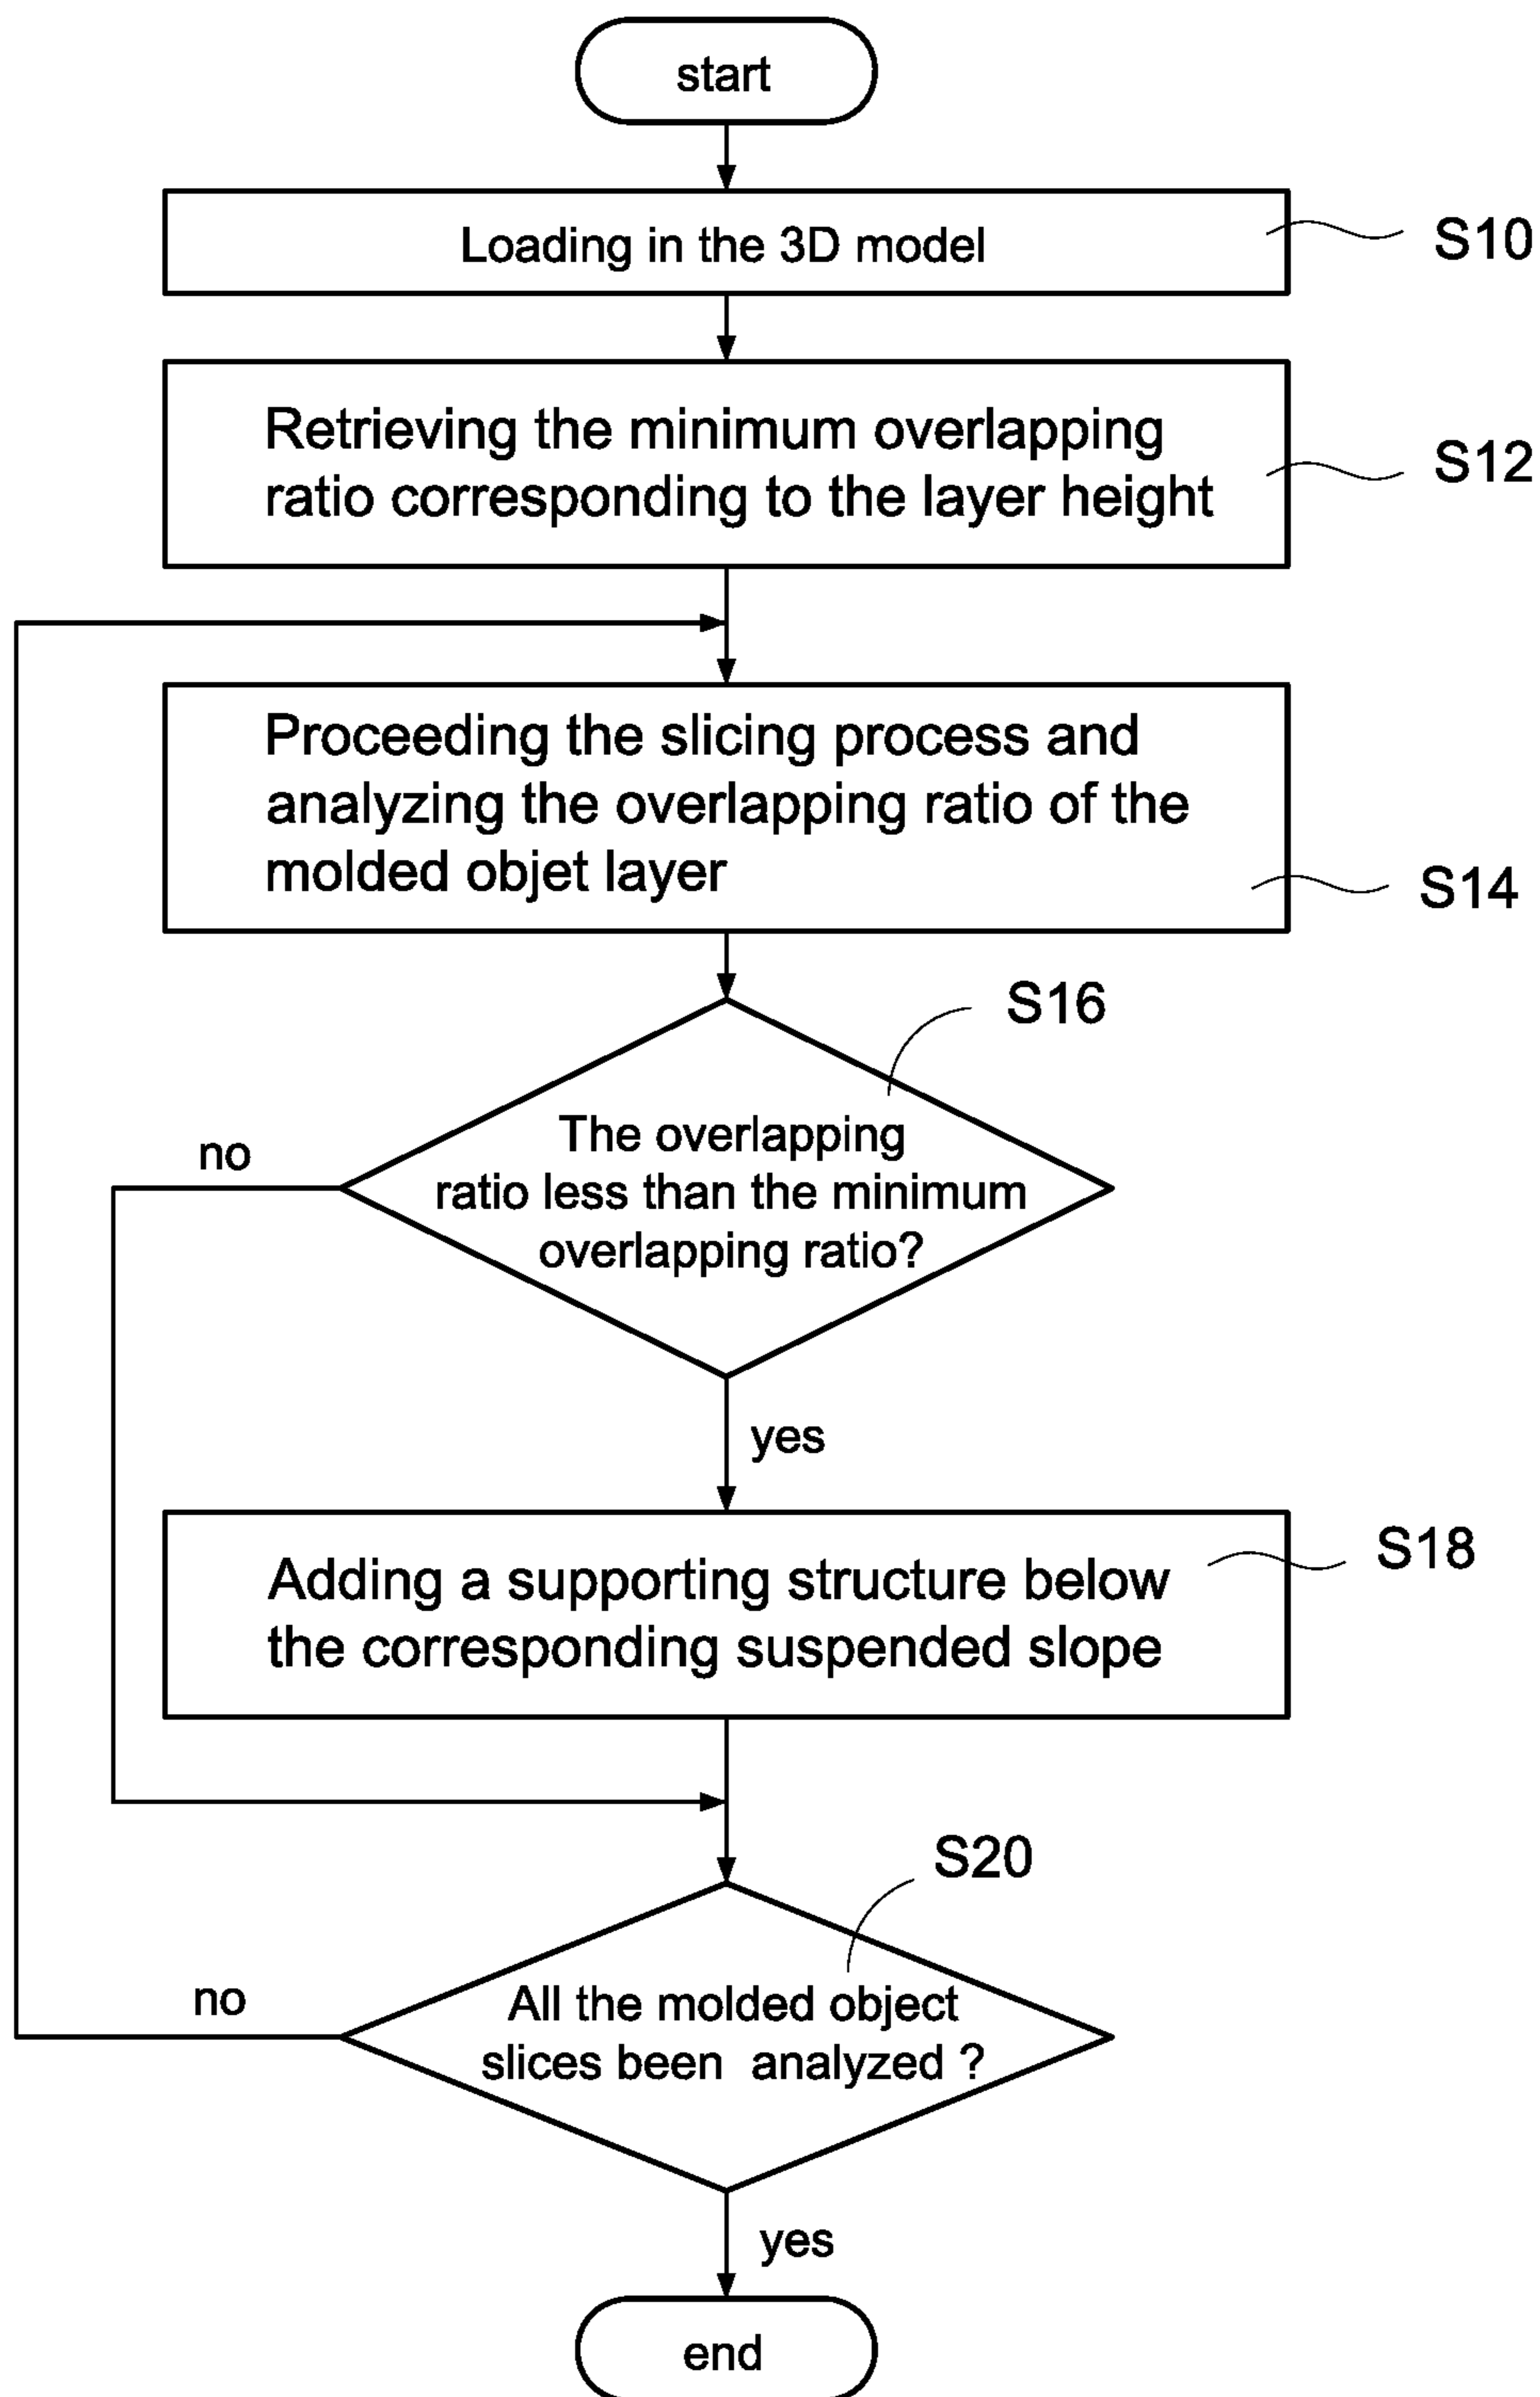 start
Loading in the 3D model
S10
Retrieving the minimum overlapping
ratio corresponding to the layer height
S12
Proceeding the slicing process and
analyzing the overlapping ratio of the
molded objet layer
S14
S16
The overlapping
ratio less than the minimum
overlapping ratio?
no
yes
Adding a supporting structure below
the corresponding suspended slope
S18
S20
All the molded object
slices been analyzed ?
no
yes
end